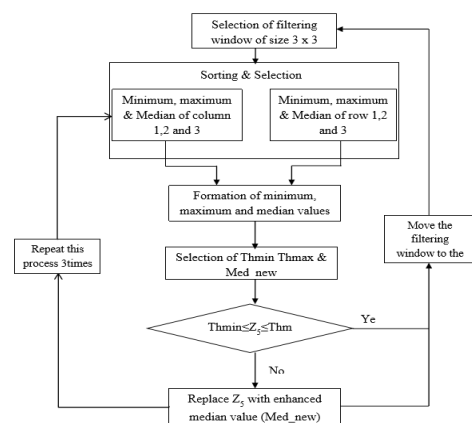 Selection of filtering
window of size 3 x 3
Sorting & Selection
Minimum, maximum
& Median of column
1,2 and 3
Minimum, maximum
& Median of row 1,2
and 3
Formation of minimum,
maximum and median values
Repeat this
process 3times
Move the
filtering
window to the
Selection of Thmin Thmax &
Med_new
Thmin≤Z₅≤Thm
Ye
No
Replace Z₅ with enhanced
median value (Med_new)